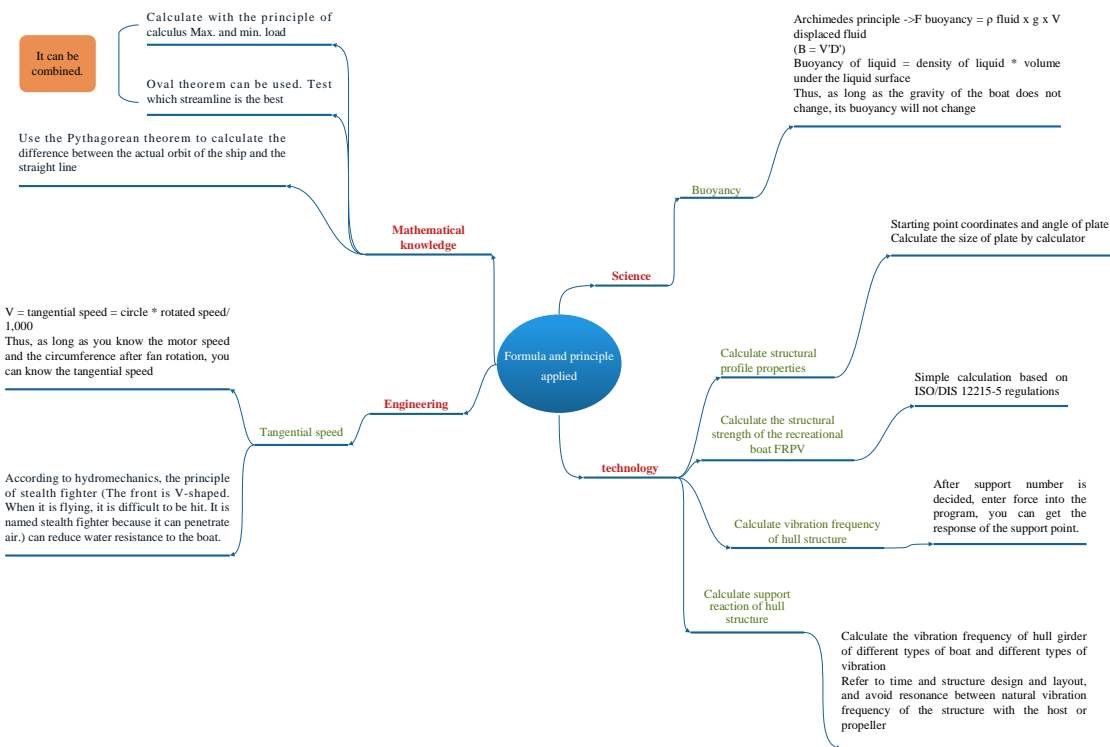 Calculate with the principle of
calculus Max. and min. load
It can be
combined.
Oval theorem can be used. Test
which streamline is the best
Use the Pythagorean theorem to calculate the
difference between the actual orbit of the ship and the
straight line
Mathematical
knowledge
V = tangential speed = circle * rotated speed/
1,000
Thus, as long as you know the motor speed
and the circumference after fan rotation, you
can know the tangential speed
Engineering
Tangential speed
According to hydromechanics, the principle
of stealth fighter (The front is V-shaped.
When it is flying, it is difficult to be hit. It is
named stealth fighter because it can penetrate
air.) can reduce water resistance to the boat.
Formula and principle
applied
Archimedes principle ->F buoyancy = ρ fluid x g x V
displaced fluid
(B = V'D')
Buoyancy of liquid = density of liquid * volume
under the liquid surface
Thus, as long as the gravity of the boat does not
change, its buoyancy will not change
Buoyancy
Science
Starting point coordinates and angle of plate
Calculate the size of plate by calculator
Calculate structural
profile properties
Simple calculation based on
ISO/DIS 12215-5 regulations
Calculate the structural
strength of the recreational
boat FRPV
technology
After support number is
decided, enter force into the
program, you can get the
response of the support point.
Calculate vibration frequency
of hull structure
Calculate support
reaction of hull
structure
Calculate the vibration frequency of hull girder
of different types of boat and different types of
vibration
Refer to time and structure design and layout,
and avoid resonance between natural vibration
frequency of the structure with the host or
propeller